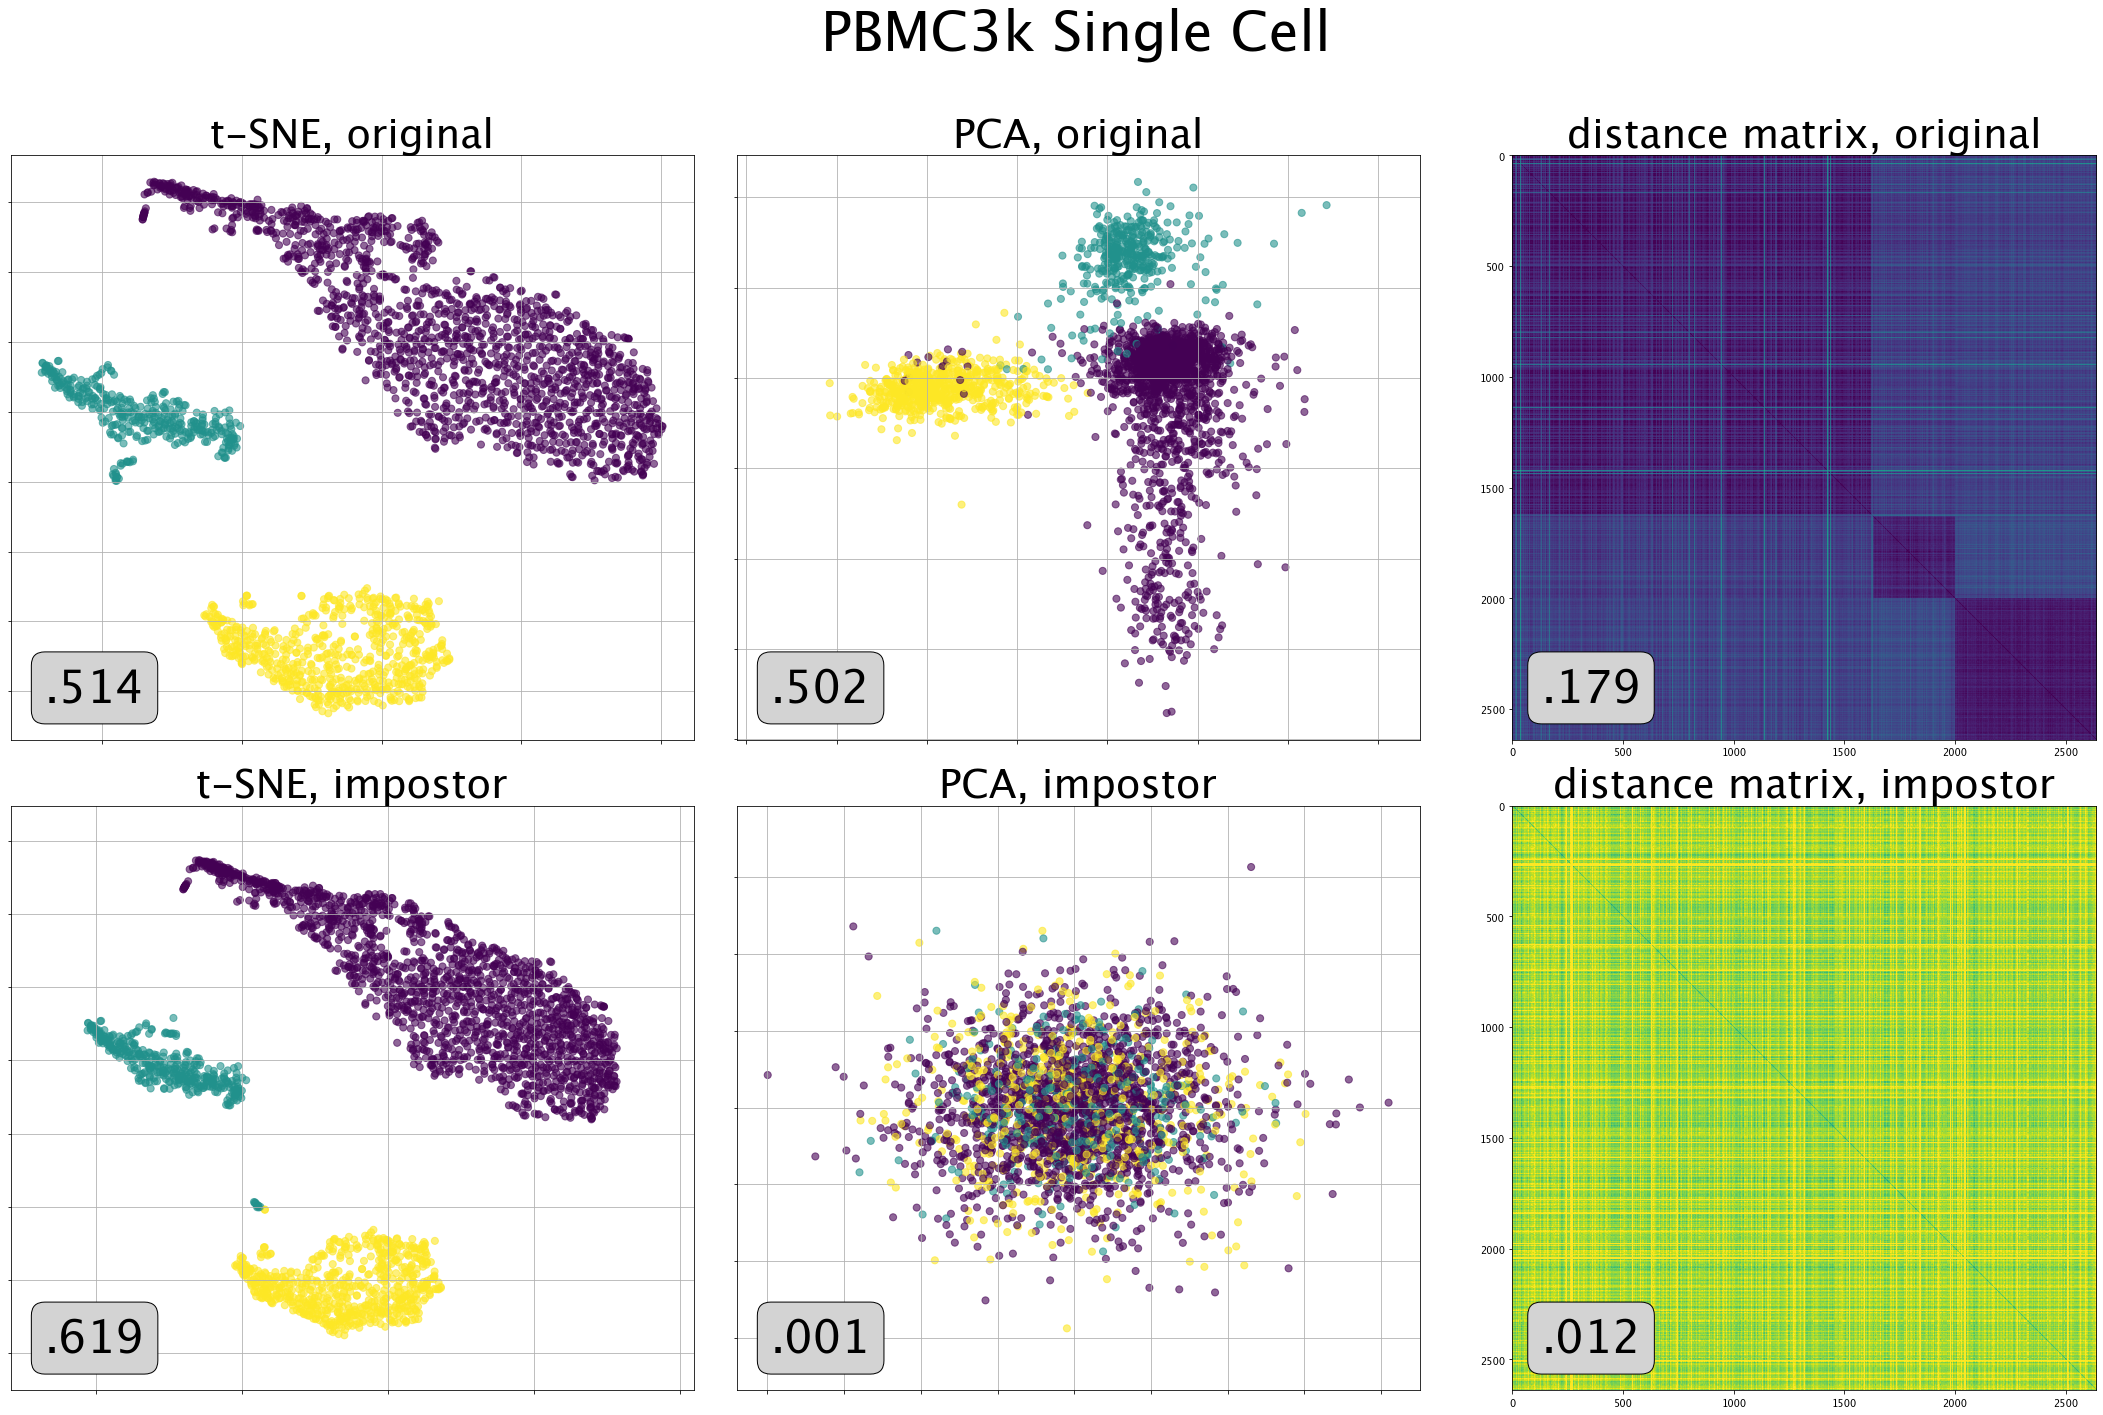 PBMC3k Single Cell
t-SNE, original
PCA, original
distance matrix, original
0
500
1000
1500
2000
2500
0 500 1000 1500 2000 2500
.514
.502
.179
t-SNE, impostor
PCA, impostor
distance matrix, impostor
0
500
1000
1500
2000
2500
0 500 1000 1500 2000 2500
.619
.001
.012